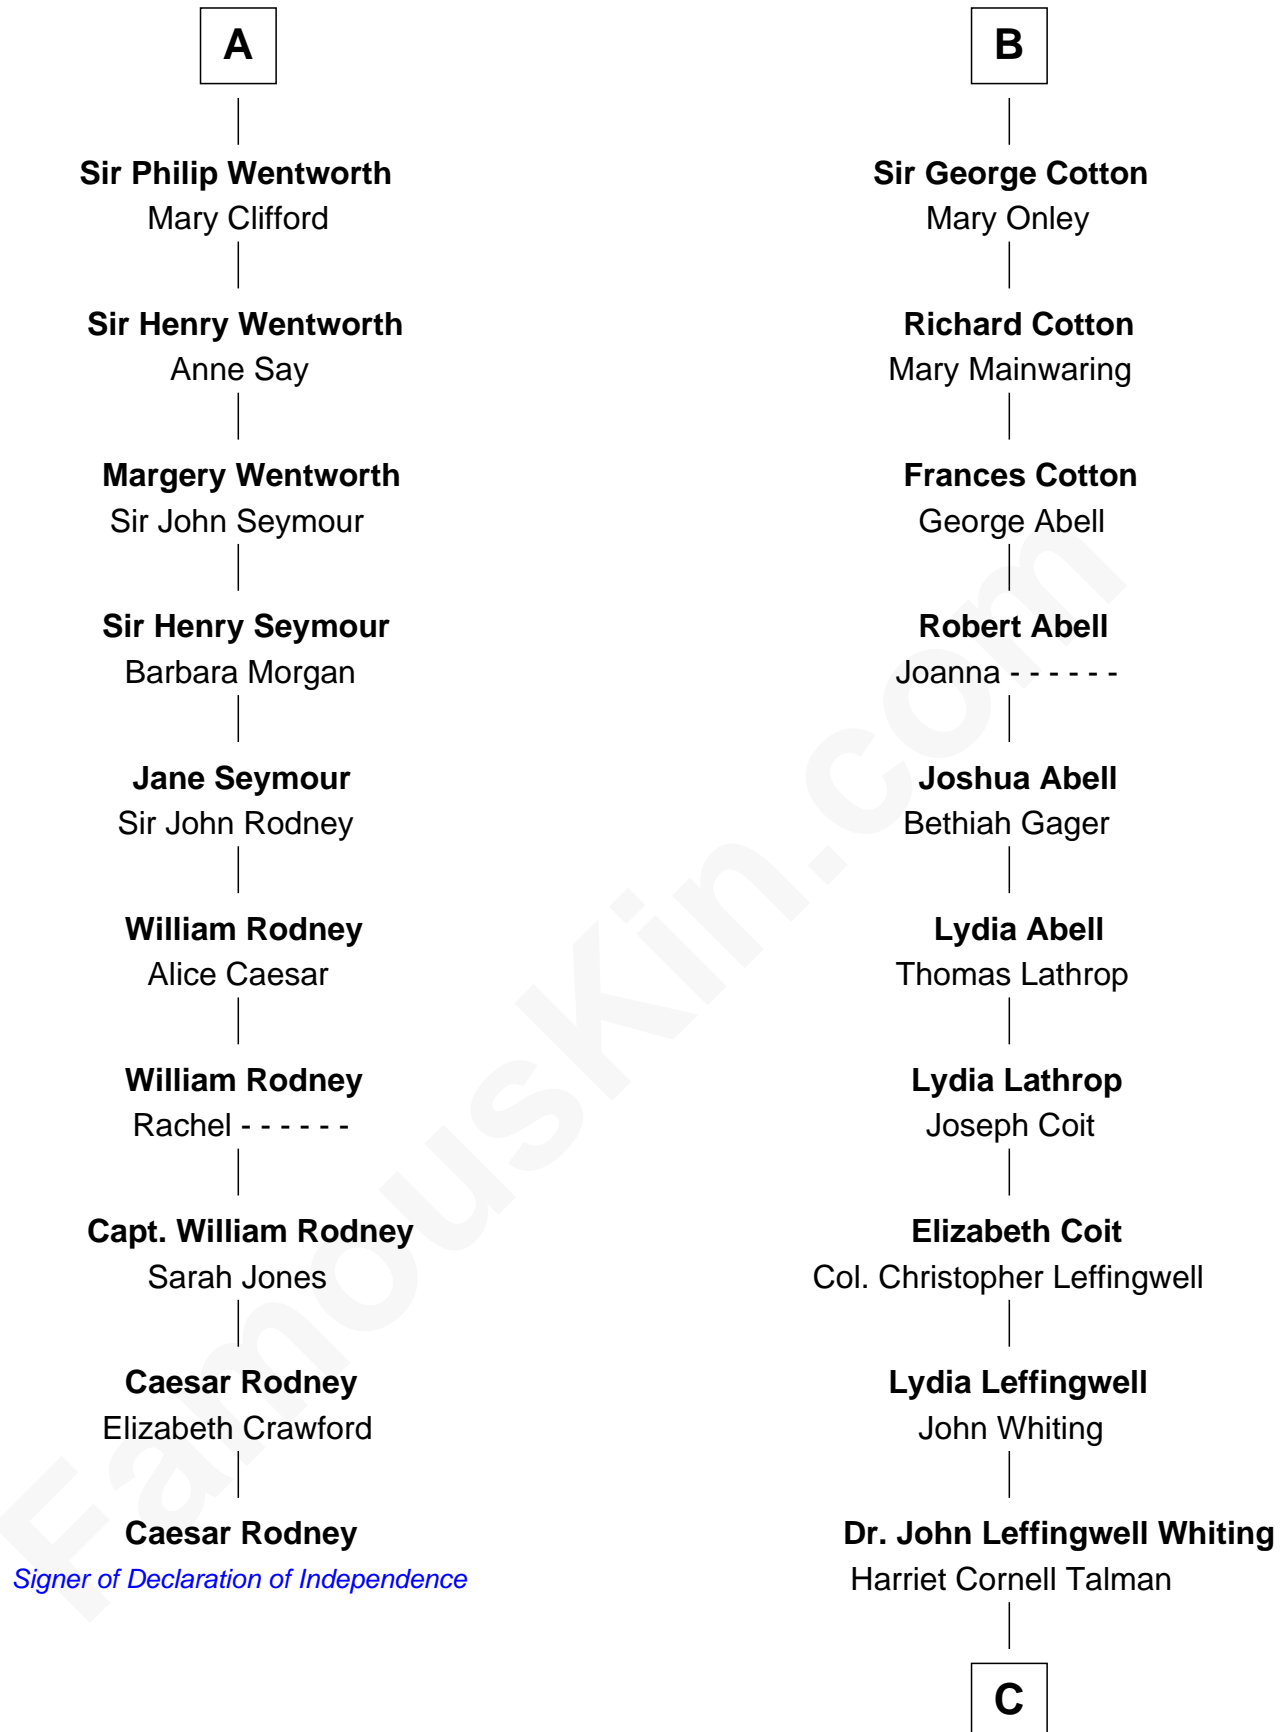 A
Sir Philip Wentworth
Mary Clifford
Sir Henry Wentworth
Anne Say
Margery Wentworth
Sir John Seymour
Sir Henry Seymour
Barbara Morgan
Jane Seymour
Sir John Rodney
William Rodney
Alice Caesar
William Rodney
Rachel - - - - - -
Capt. William Rodney
Sarah Jones
Caesar Rodney
Elizabeth Crawford
Caesar Rodney
Signer of Declaration of Independence
B
Sir George Cotton
Mary Onley
Richard Cotton
Mary Mainwaring
Frances Cotton
George Abell
Robert Abell
Joanna - - - - - -
Joshua Abell
Bethiah Gager
Lydia Abell
Thomas Lathrop
Lydia Lathrop
Joseph Coit
Elizabeth Coit
Col. Christopher Leffingwell
Lydia Leffingwell
John Whiting
Dr. John Leffingwell Whiting
Harriet Cornell Talman
C
FamousKin.com